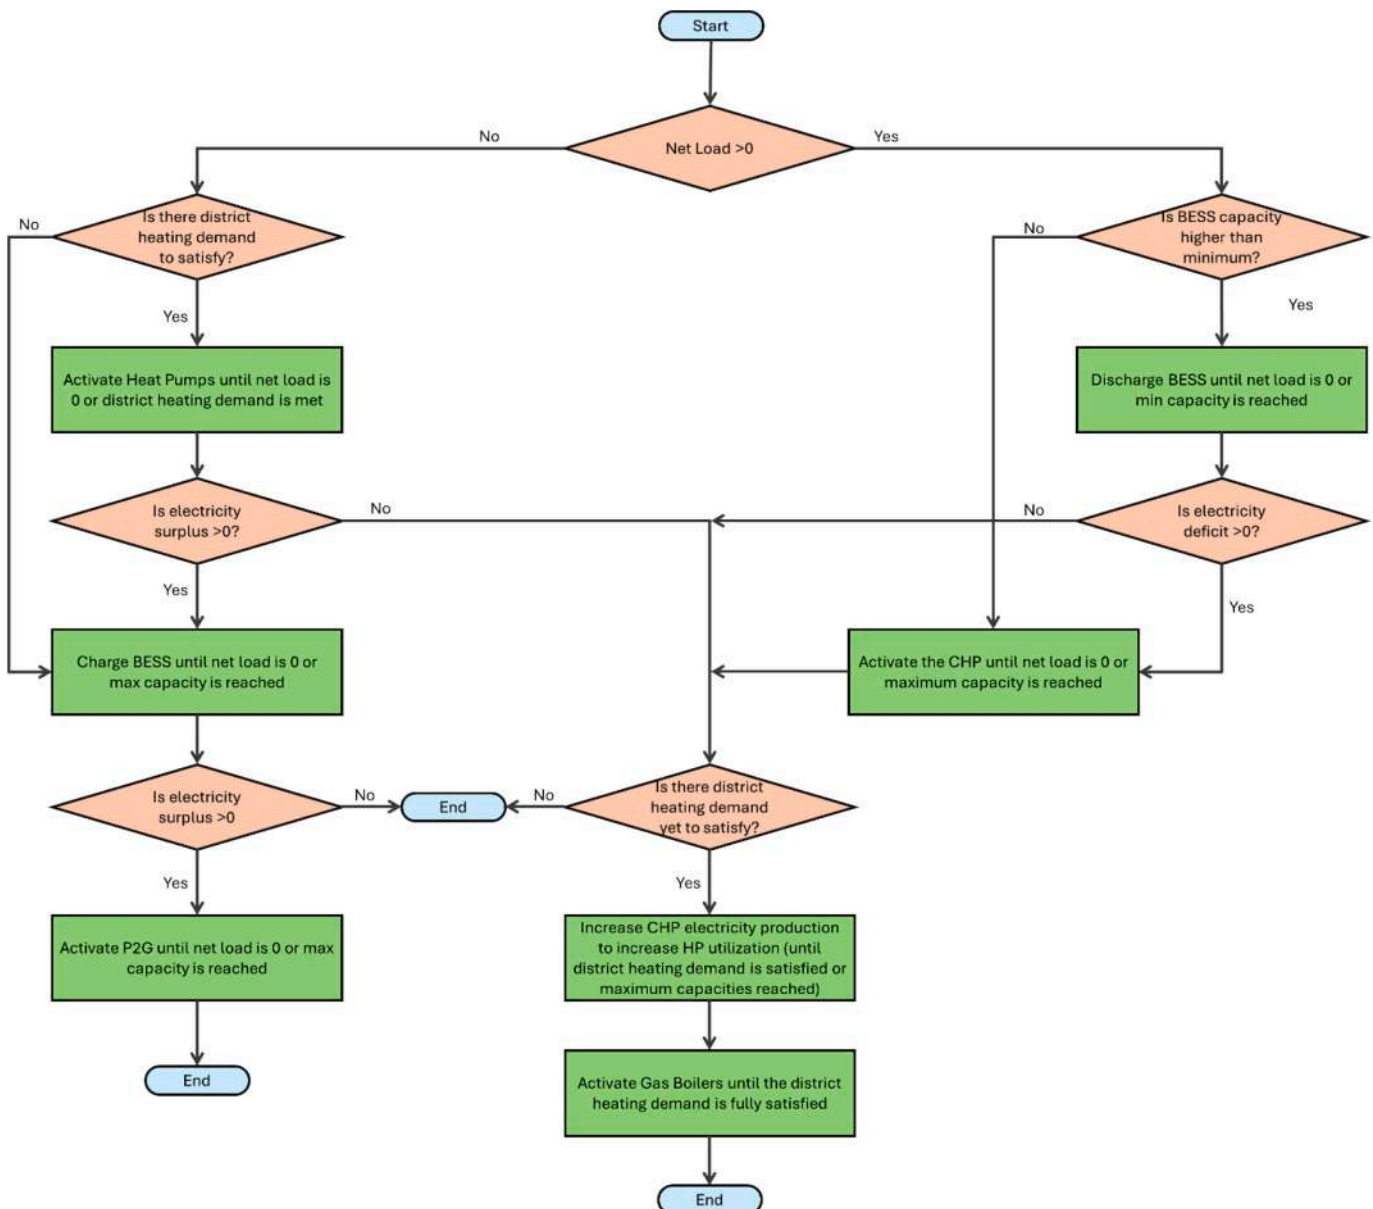 Start
Net Load >0
No
Yes
Is there district
heating demand
to satisfy?
No
Is BESS capacity
higher than
minimum?
No
Yes
Yes
Activate Heat Pumps until net load is
0 or district heating demand is met
Discharge BESS until net load is 0 or
min capacity is reached
Is electricity
surplus >0?
No
Is electricity
deficit >0?
No
Yes
Yes
Charge BESS until net load is 0 or
max capacity is reached
Activate the CHP until net load is 0 or
maximum capacity is reached
Is electricity
surplus >0
No
End
No
Is there district
heating demand
yet to satisfy?
Yes
Yes
Activate P2G until net load is 0 or max
capacity is reached
Increase CHP electricity production
to increase HP utilization (until
district heating demand is satisfied or
maximum capacities reached)
End
Activate Gas Boilers until the district
heating demand is fully satisfied
End